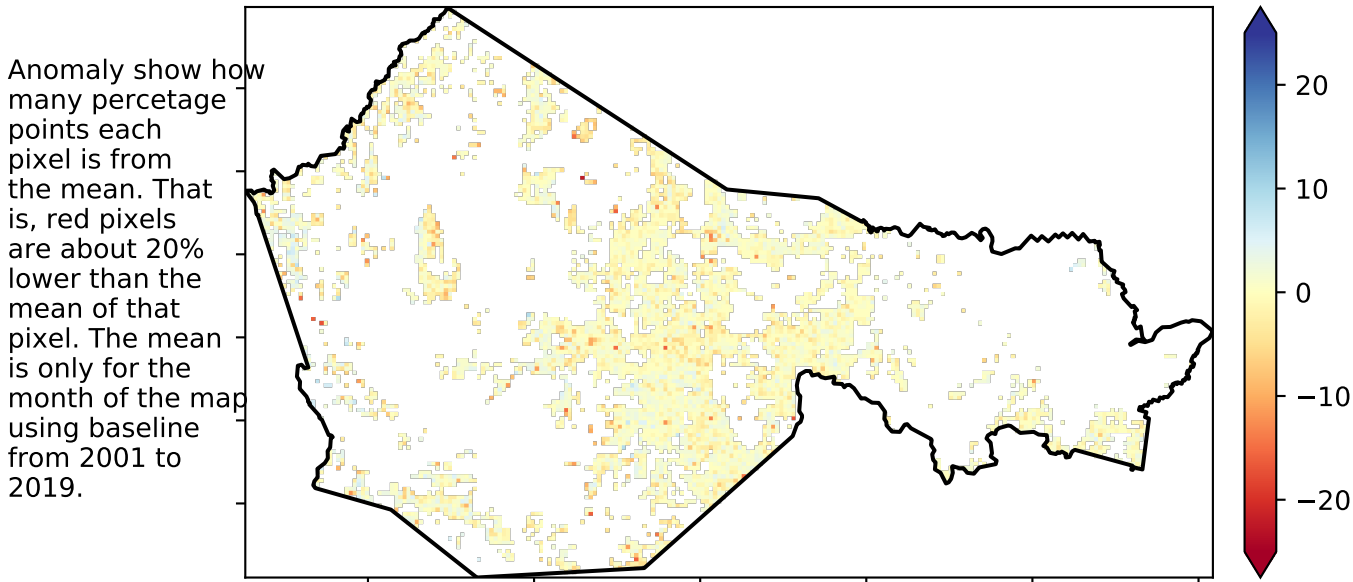 Anomaly show how
many percetage
points each
pixel is from
the mean. That
is, red pixels
are about 20%
lower than the
mean of that
pixel. The mean
is only for the
month of the map
using baseline
from 2001 to
2019.
20
10
0
−10
−20